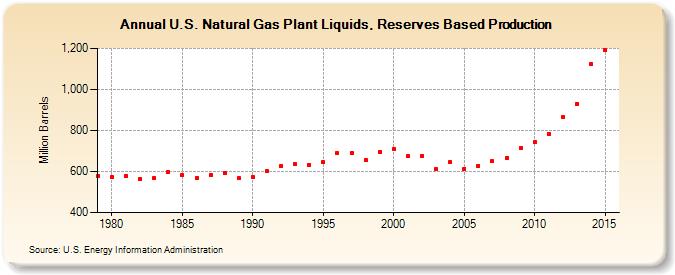 Annual U.S. Natural Gas Plant Liquids, Reserves Based Production
Million Barrels
1,200
1,000
800
600
400
1980 1985 1990 1995 2000 2005 2010 2015
Source: U.S. Energy Information Administration